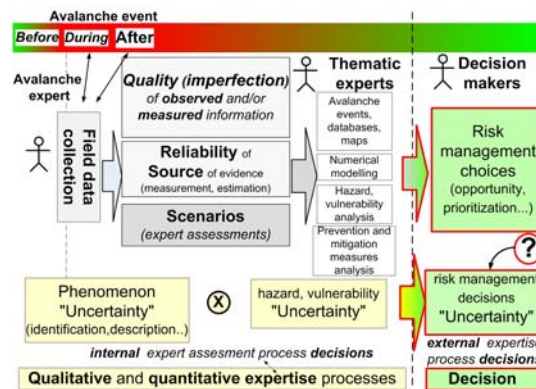 Avalanche event
Before During After
Avalanche
expert
Field data
collection
Quality (imperfection)
of observed and/or
measured information
Reliability of
Source of evidence
(measurement, estimation)
Scenarios
(expert assessments)
Thematic
experts
Avalanche
events,
databases,
maps
Numerical
modelling
Hazard,
vulnerability
analysis
Prevention and
mitigation
measures
analysis
Decision
makers
Risk
management
choices
(opportunity,
prioritization...)
?
Phenomenon
"Uncertainty"
(identification,description..)
X
hazard, vulnerability
"Uncertainty"
risk management
decisions
"Uncertainty"
internal expert assesment process decisions
external expertise
process decisions
Qualitative and quantitative expertise processes
Decision